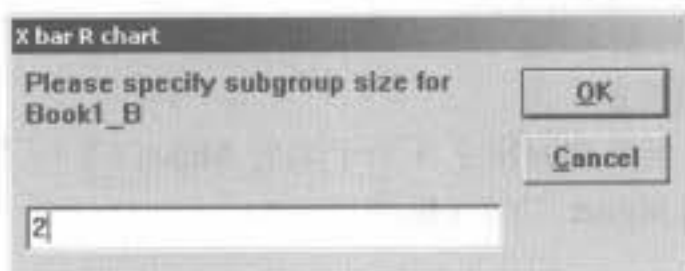 X bar R chart
Please specify subgroup size for
Book1_B
OK
Cancel
2